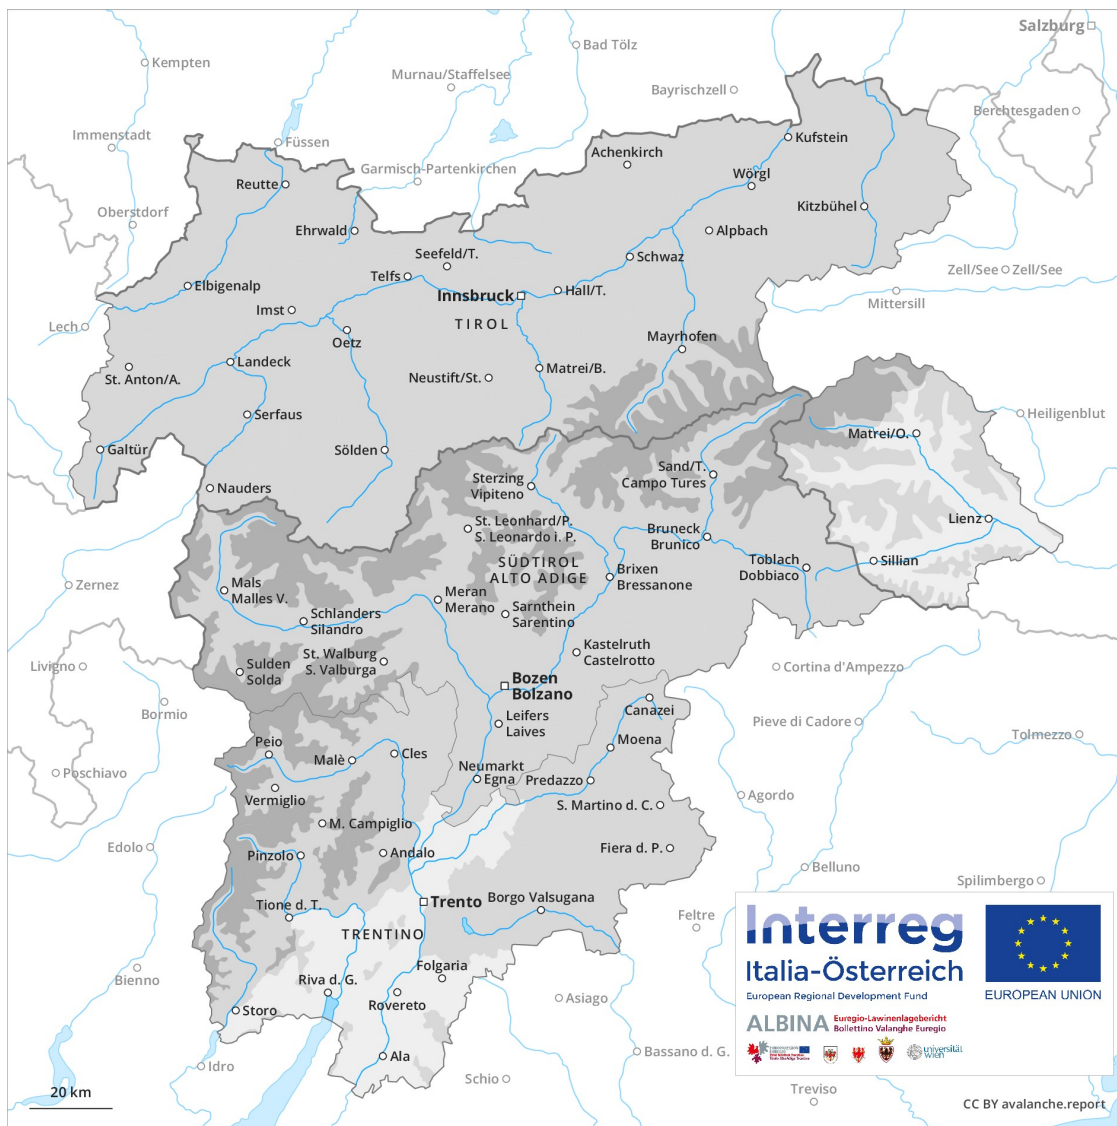 Salzburg
Bad Tölz
Kempten
Murnau/Staffelsee
Bayrischzell
Berchtesgaden
Immenstadt
Füssen
Kufstein
Achenkirch
Garmisch-Partenkirchen
Wörgl
Reutte
Kitzbühel
Oberstdorf
Ehrwald
Alpbach
Seefeld/T.
Schwaz
Telfs
Zell/See
Zell/See
Elbigenalp
Innsbruck
Hall/T.
Mittersill
Imst
TIROL
Lech
Oetz
Mayrhofen
Landeck
Matrei/B.
St. Anton/A.
Neustift/St.
Serfaus
Heiligenblut
Matrei/O.
Galtür
Sölden
Sterzing
Vipiteno
Sand/T.
Campo Tures
Nauders
St. Leonhard/P.
S. Leonardo i. P.
Lienz
Bruneck
Brunico
SÜDTIROL
ALTO ADIGE
Toblach
Dobbiaco
Sillian
Brixen
Bressanone
Zernez
Mals
Malles V.
Meran
Merano
Schlanders
Silandro
Sarnthein
Sarentino
Kastelruth
Castelrotto
St. Walburg
S. Valburga
Livigno
Sulden
Solda
Cortina d'Ampezzo
Bozen
Bolzano
Bormio
Canazei
Leifers
Laives
Pieve di Cadore
Tolmezzo
Peio
Malè
Cles
Moena
Poschiavo
Neumarkt
Egna
Predazzo
Vermiglio
S. Martino d. C.
Agordo
M. Campiglio
Edolo
Pinzolo
Andalo
Fiera d. P.
Belluno
Spilimbergo
Tione d. T.
Trento
Borgo Valsugana
Feltre
TRENTINO
Bienno
Riva d. G.
Folgaria
Rovereto
Asiago
Storo
Ala
Bassano d. G.
Idro
Schio
Treviso
Interreg
Italia-Österreich
European Regional Development Fund
EUROPEAN UNION
ALBINA
Euregio-Lawinenlagebericht
Bollettino Valanghe Euregio
universität
wien
20 km
CC BY avalanche.report